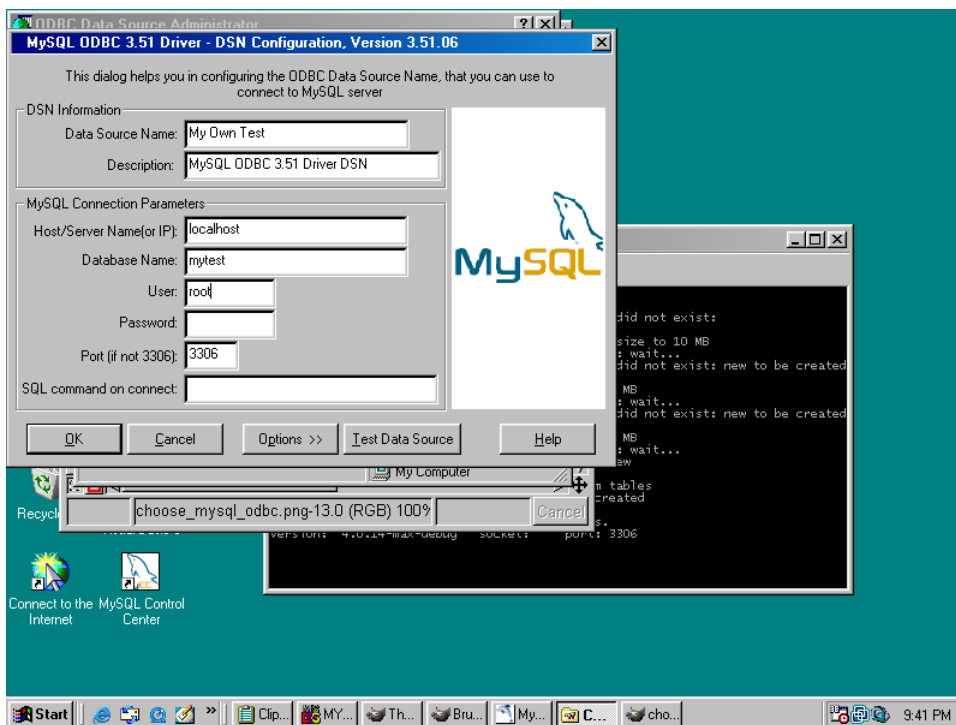 ODBC Data Source Administrator
MySQL ODBC 3.51 Driver - DSN Configuration, Version 3.51.06
This dialog helps you in configuring the ODBC Data Source Name, that you can use to
connect to MySQL server
DSN Information
Data Source Name: My Own Test
Description: MySQL ODBC 3.51 Driver DSN
MySQL Connection Parameters
Host/Server Name(or IP): localhost
Database Name: mytest
User: root
Password:
Port (if not 3306): 3306
SQL command on connect:
OK Cancel Options >> Test Data Source Help
MySQL
did not exist:
size to 10 MB
: wait...
did not exist: new to be created
MB
: wait...
did not exist: new to be created
MB
: wait...
ew
m tables
created
s.
port: 3306
My Computer
choose_mysql_odbc.png-13.0 (RGB) 100%
Cancel
Recycl
Connect to the
Internet
MySQL Control
Center
Start Clip... MY... Th... Bru... My... C... cho... 9:41 PM